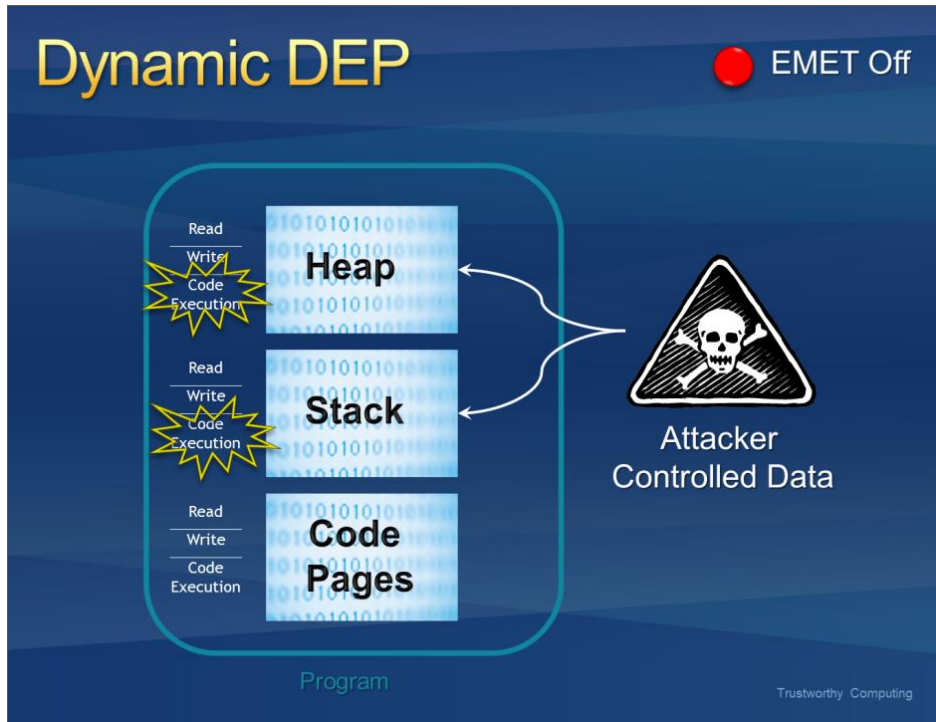 Dynamic DEP
EMET Off
Read
Write
Code
Execution
Heap
Read
Write
Code
Execution
Stack
Read
Write
Code
Execution
Code
Pages
Attacker
Controlled Data
Program
Trustworthy Computing